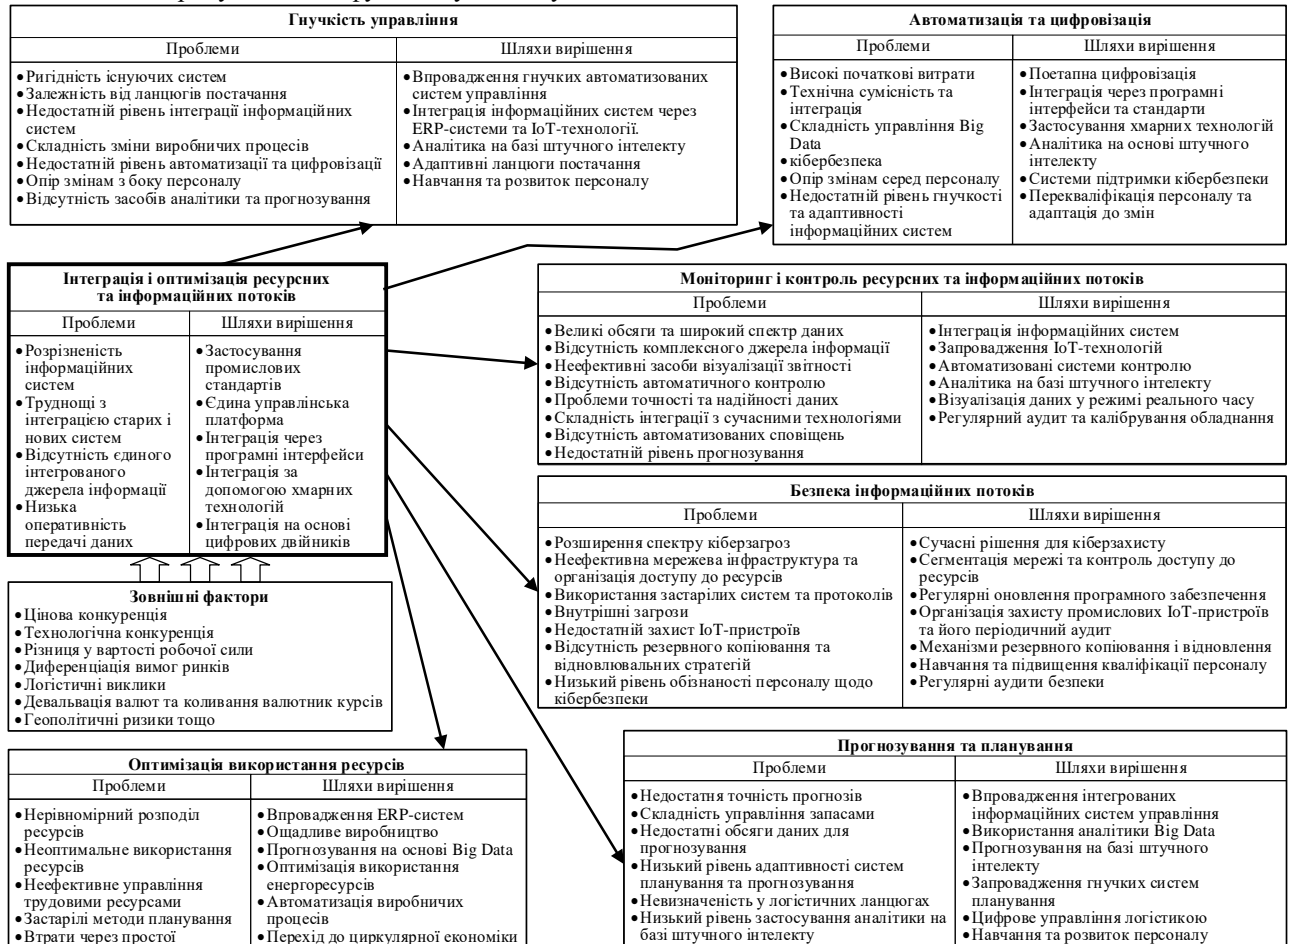 Гнучкість управління
Проблеми
Шляхи вирішення
•Ригідність існуючих систем
•Залежність від ланцюгів постачання
•Недостатній рівень інтеграції інформаційних
систем
•Складність зміни виробничих процесів
•Недостатній рівень автоматизації та цифровізації
•Опір змінам з боку персоналу
•Відсутність засобів аналітики та прогнозування
•Впровадження гнучких автоматизованих
систем управління
•Інтеграція інформаційних систем через
ERP-системи та IoT-технології.
•Аналітика на базі штучного інтелекту
•Адаптивні ланцюги постачання
•Навчання та розвиток персоналу
Автоматизація та цифровізація
Проблеми
Шляхи вирішення
•Високі початкові витрати
•Технічна сумісність та
інтеграція
•Складність управління Big
Data
•кібербезпека
•Опір змінам серед персоналу
•Недостатній рівень гнучкості
та адаптивності
інформаційних систем
•Поетапна цифровізація
•Інтеграція через програмні
інтерфейси та стандарти
•Застосування хмарних технологій
•Аналітика на основі штучного
інтелекту
•Системи підтримки кібербезпеки
•Перекваліфікація персоналу та
адаптація до змін
Інтеграція і оптимізація ресурсних
та інформаційних потоків
Проблеми
Шляхи вирішення
•Розрізненість
інформаційних
систем
•Труднощі з
інтеграцією старих і
нових систем
•Відсутність єдиного
інтегрованого
джерела інформації
•Низька
оперативність
передачі даних
•Застосування
промислових
стандартів
•Єдина управлінська
платформа
•Інтеграція через
програмні інтерфейси
•Інтеграція за
допомогою хмарних
технологій
•Інтеграція на основі
цифрових двійників
Моніторинг і контроль ресурсних та інформаційних потоків
Проблеми
Шляхи вирішення
•Великі обсяги та широкий спектр даних
•Відсутність комплексного джерела інформації
•Неефективні засоби візуалізації звітності
•Відсутність автоматичного контролю
•Проблеми точності та надійності даних
•Складність інтеграції з сучасними технологіями
•Відсутність автоматизованих сповіщень
•Недостатній рівень прогнозування
•Інтеграція інформаційних систем
•Запровадження IoT-технологій
•Автоматизовані системи контролю
•Аналітика на базі штучного інтелекту
•Візуалізація даних у режимі реального часу
•Регулярний аудит та калібрування обладнання
Безпека інформаційних потоків
Проблеми
Шляхи вирішення
•Розширення спектру кіберзагроз
•Неефективна мережева інфраструктура та
організація доступу до ресурсів
•Використання застарілих систем та протоколів
•Внутрішні загрози
•Недостатній захист IoT-пристроїв
•Відсутність резервного копіювання та
відновлювальних стратегій
•Низький рівень обізнаності персоналу щодо
кібербезпеки
•Сучасні рішення для кіберзахисту
•Сегментація мережі та контроль доступу до
ресурсів
•Регулярні оновлення програмного забезпечення
•Організація захисту промислових IoT-пристроїв
та його періодичний аудит
•Механізми резервного копіювання і відновлення
•Навчання та підвищення кваліфікації персоналу
•Регулярні аудити безпеки
Зовнішні фактори
•Цінова конкуренція
•Технологічна конкуренція
•Різниця у вартості робочої сили
•Диференціація вимог ринків
•Логістичні виклики
•Девальвація валют та коливання валютник курсів
•Геополітичні ризики тощо
Оптимізація використання ресурсів
Проблеми
Шляхи вирішення
•Нерівномірний розподіл
ресурсів
•Неоптимальне використання
ресурсів
•Неефективне управління
трудовими ресурсами
•Застарілі методи планування
•Втрати через простої
•Впровадження ERP-систем
•Ощадливе виробництво
•Прогнозування на основі Big Data
•Оптимізація використання
енергоресурсів
•Автоматизація виробничих
процесів
•Перехід до циркулярної економіки
Прогнозування та планування
Проблеми
Шляхи вирішення
•Недостатня точність прогнозів
•Складність управління запасами
•Недостатні обсяги даних для
прогнозування
•Низький рівень адаптивності систем
планування та прогнозування
•Невизначеність у логістичних ланцюгах
•Низький рівень застосування аналітики на
базі штучного інтелекту
•Впровадження інтегрованих
інформаційних систем управління
•Використання аналітики Big Data
•Прогнозування на базі штучного
інтелекту
•Запровадження гнучких систем
планування
•Цифрове управління логістикою
•Навчання та розвиток персоналу